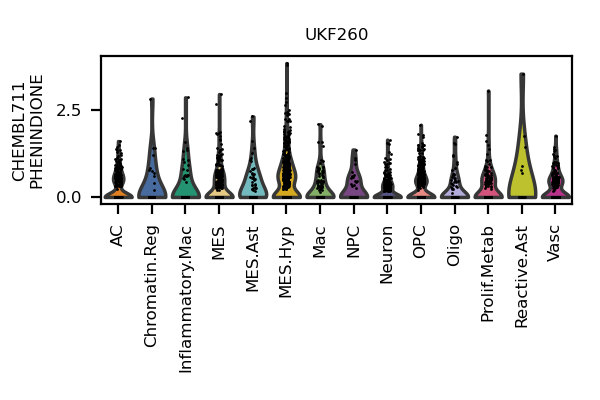 UKF260
CHEMBL711
PHENINDIONE
2.5
0.0
AC
Chromatin.Reg
Inflammatory.Mac
MES
MES.Ast
MES.Hyp
Mac
NPC
Neuron
OPC
Oligo
Prolif.Metab
Reactive.Ast
Vasc